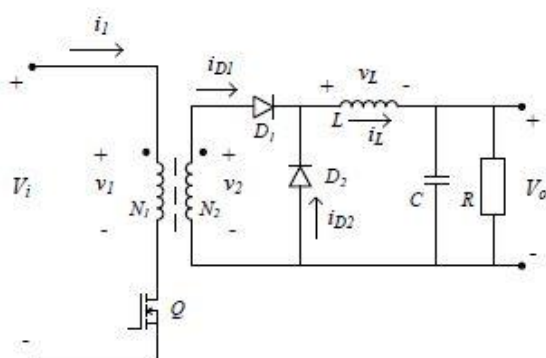 i1
iD1
vL
+ -
+
+
+
D1
L
iL
+
Vi
v1
v2
D2
Vo
N1
N2
C
R
-
-
iD2
-
Q
-